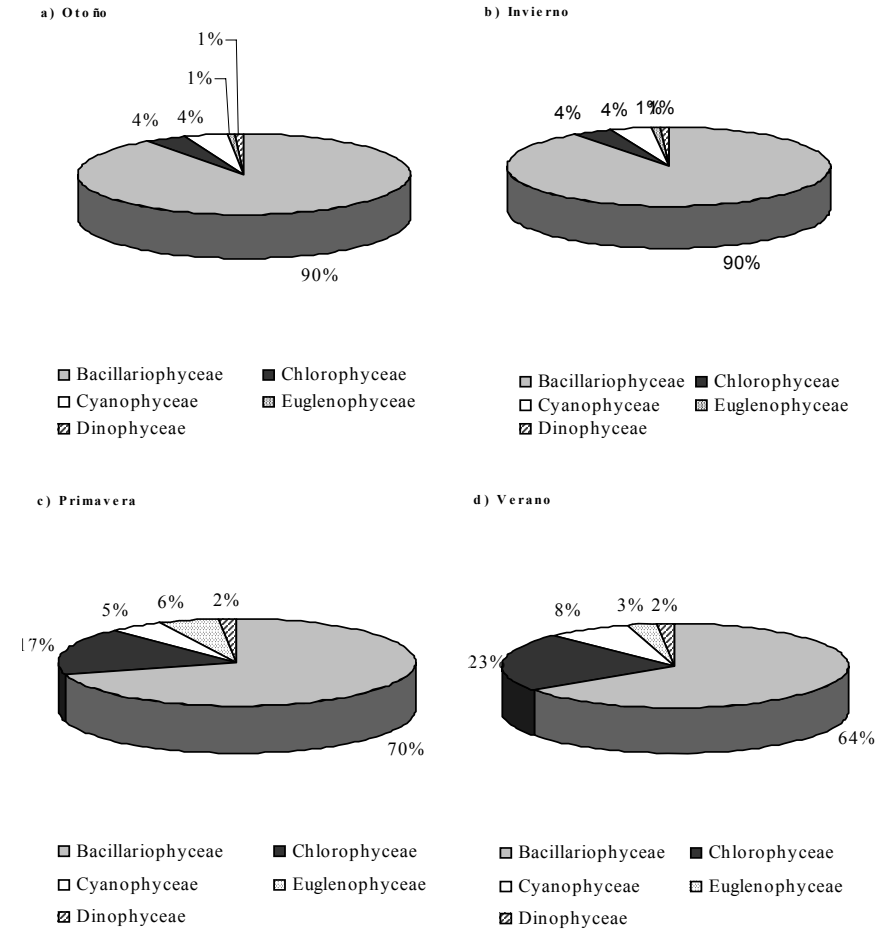 a) Otoño
1%
1%
4% 4%
90%
Bacillariophyceae Chlorophyceae
Cyanophyceae Euglenophyceae
Dinophyceae
b) Invierno
4% 4% 1% 1%
90%
Bacillariophyceae Chlorophyceae
Cyanophyceae Euglenophyceae
Dinophyceae
c) Primavera
5% 6% 2%
17%
70%
Bacillariophyceae Chlorophyceae
Cyanophyceae Euglenophyceae
Dinophyceae
d) Verano
8% 3% 2%
23%
64%
Bacillariophyceae Chlorophyceae
Cyanophyceae Euglenophyceae
Dinophyceae